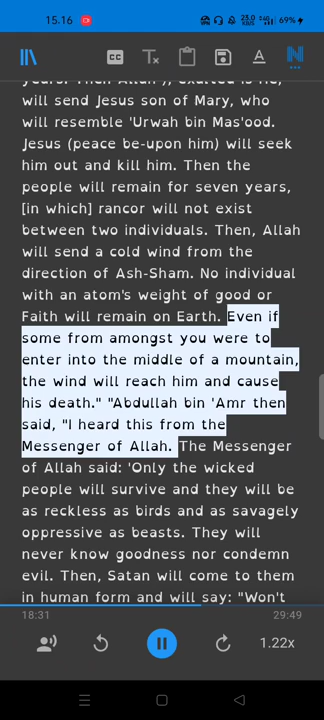 15.16
25.0
KB/s
69%
CC
years. Then Allah ), exalted is He,
will send Jesus son of Mary, who
will resemble 'Urwah bin Mas'ood.
Jesus (peace be-upon him) will seek
him out and kill him. Then the
people will remain for seven years,
[in which] rancor will not exist
between two individuals. Then, Allah
will send a cold wind from the
direction of Ash-Sham. No individual
with an atom's weight of good or
Faith will remain on Earth. Even if
some from amongst you were to
enter into the middle of a mountain,
the wind will reach him and cause
his death." "Abdullah bin 'Amr then
said, "I heard this from the
Messenger of Allah. The Messenger
of Allah said: 'Only the wicked
people will survive and they will be
as reckless as birds and as savagely
oppressive as beasts. They will
never know goodness nor condemn
evil. Then, Satan will come to them
in human form and will say: "Won't
18:31
29:49
1.22x